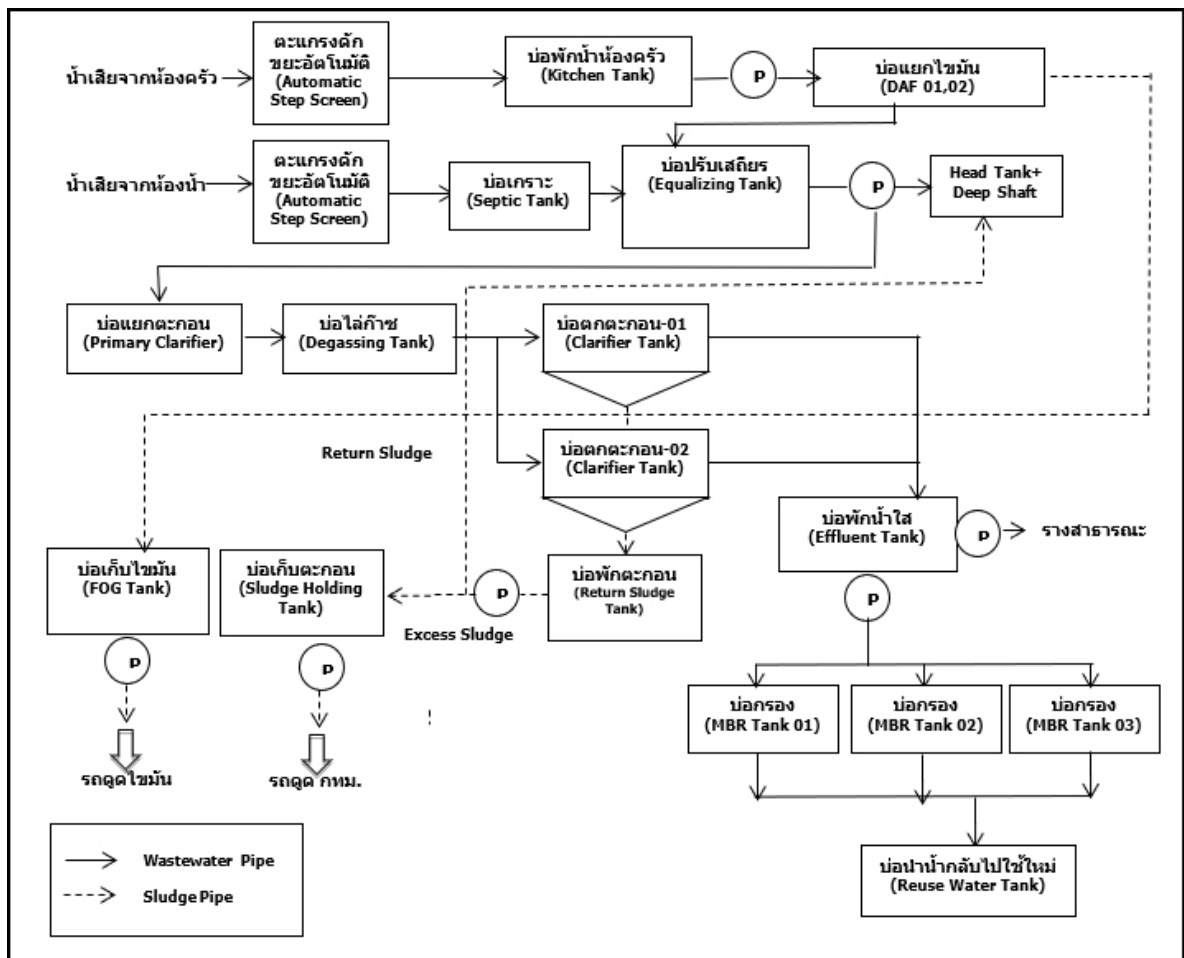 น้ำเสียจากห้องครัว
ตะแกรงดัก
ขยะอัตโนมัติ
(Automatic
Step Screen)
บ่อพักน้ำห้องครัว
(Kitchen Tank)
P
บ่อแยกไขมัน
(DAF 01,02)
น้ำเสียจากห้องน้ำ
ตะแกรงดัก
ขยะอัตโนมัติ
(Automatic
Step Screen)
บ่อเกราะ
(Septic Tank)
บ่อปรับเสถียร
(Equalizing Tank)
P
Head Tank+
Deep Shaft
บ่อแยกตะกอน
(Primary Clarifier)
บ่อไล่ก๊าซ
(Degassing Tank)
บ่อตกตะกอน-01
(Clarifier Tank)
Return Sludge
บ่อตกตะกอน-02
(Clarifier Tank)
บ่อพักน้ำใส
(Effluent Tank)
P
รางสาธารณะ
บ่อเก็บไขมัน
(FOG Tank)
บ่อเก็บตะกอน
(Sludge Holding
Tank)
P
Excess Sludge
บ่อพักตะกอน
(Return Sludge
Tank)
P
P
P
บ่อกรอง
(MBR Tank 01)
บ่อกรอง
(MBR Tank 02)
บ่อกรอง
(MBR Tank 03)
รถดูดไขมัน
รถดูด กทม.
Wastewater Pipe
Sludge Pipe
บ่อนำน้ำกลับไปใช้ใหม่
(Reuse Water Tank)